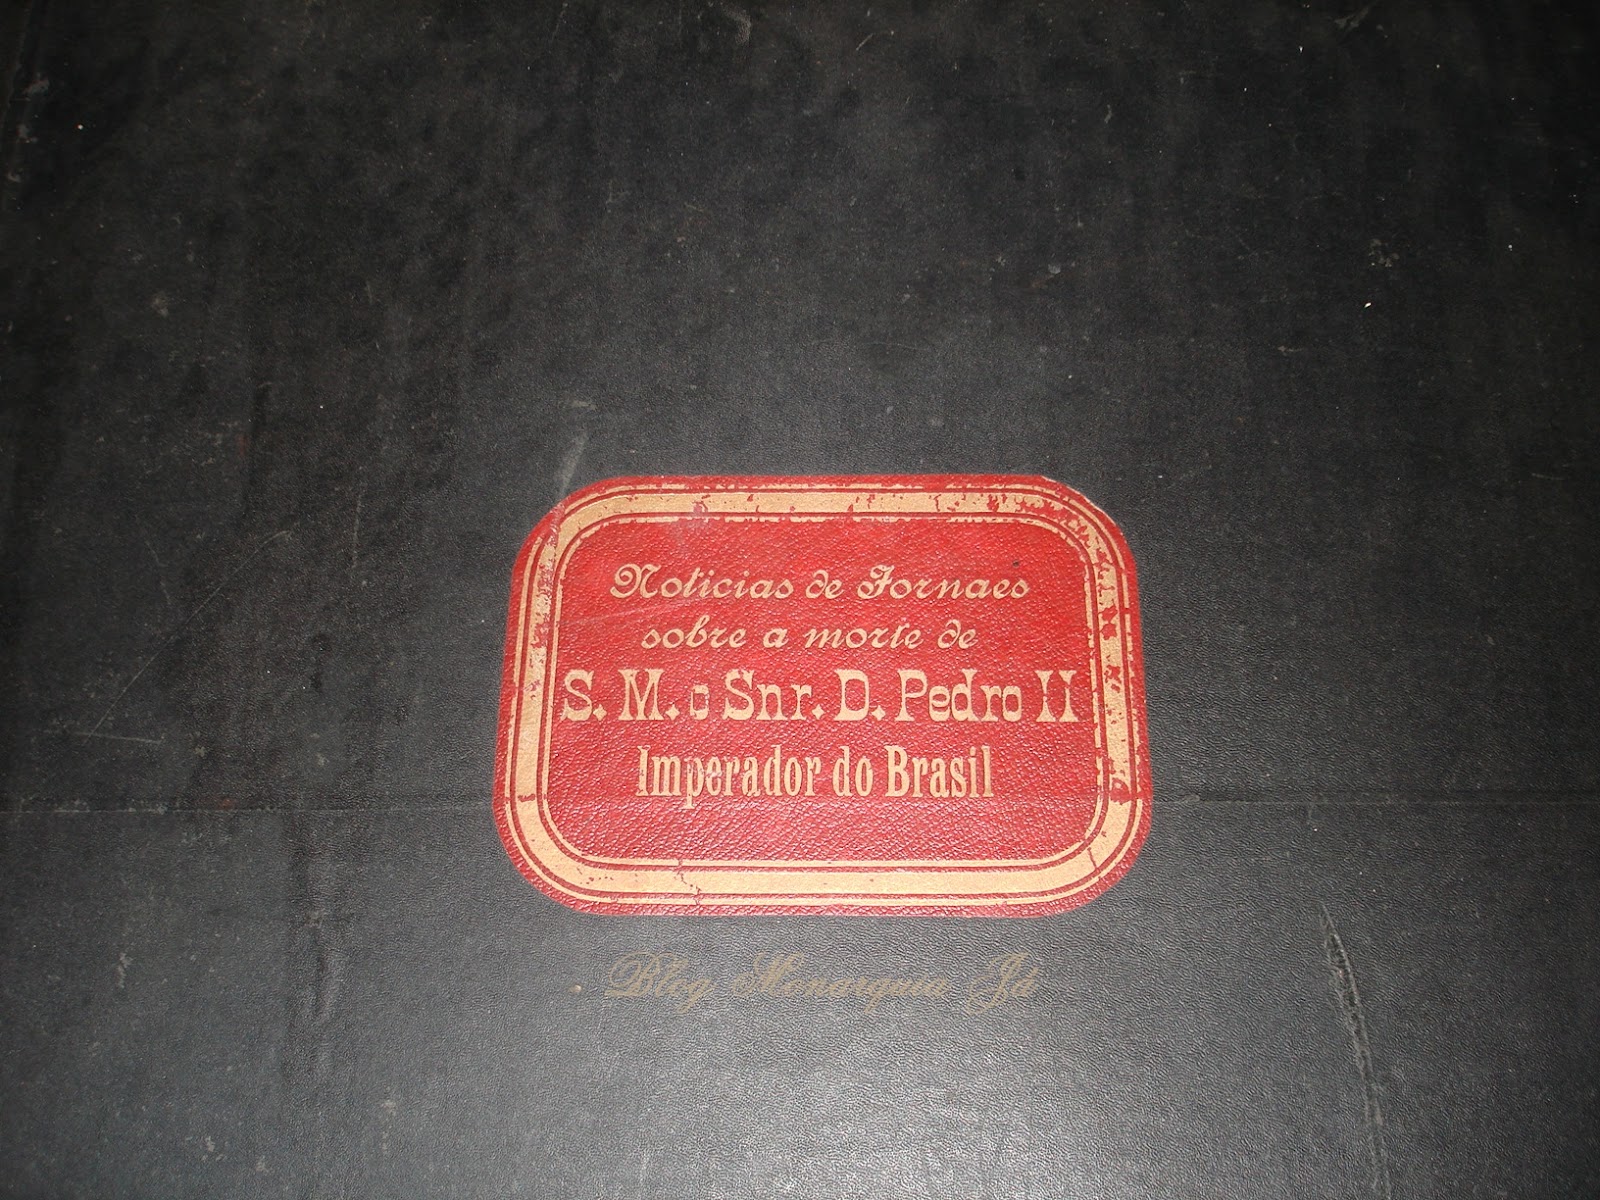 Noticias de Jornaes
sobre a morte de
S. M. o Snr. D. Pedro II
Imperador do Brasil
Blog Monarquia Já